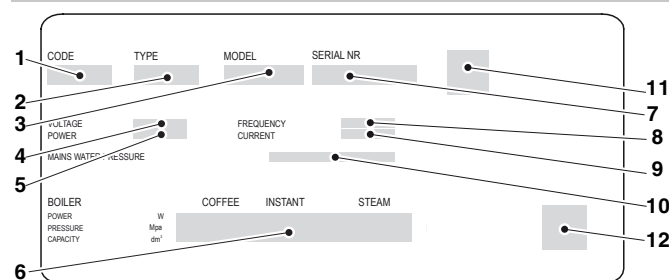 1 CODE TYPE MODEL SERIAL NR
2
3
11
7
VOLTAGE FREQUENCY
4
8
POWER CURRENT
5
9
MAINS WATER PRESSURE
10
BOILER COFFEE INSTANT STEAM
POWER W
PRESSURE Mpa
CAPACITY dm³
12
6